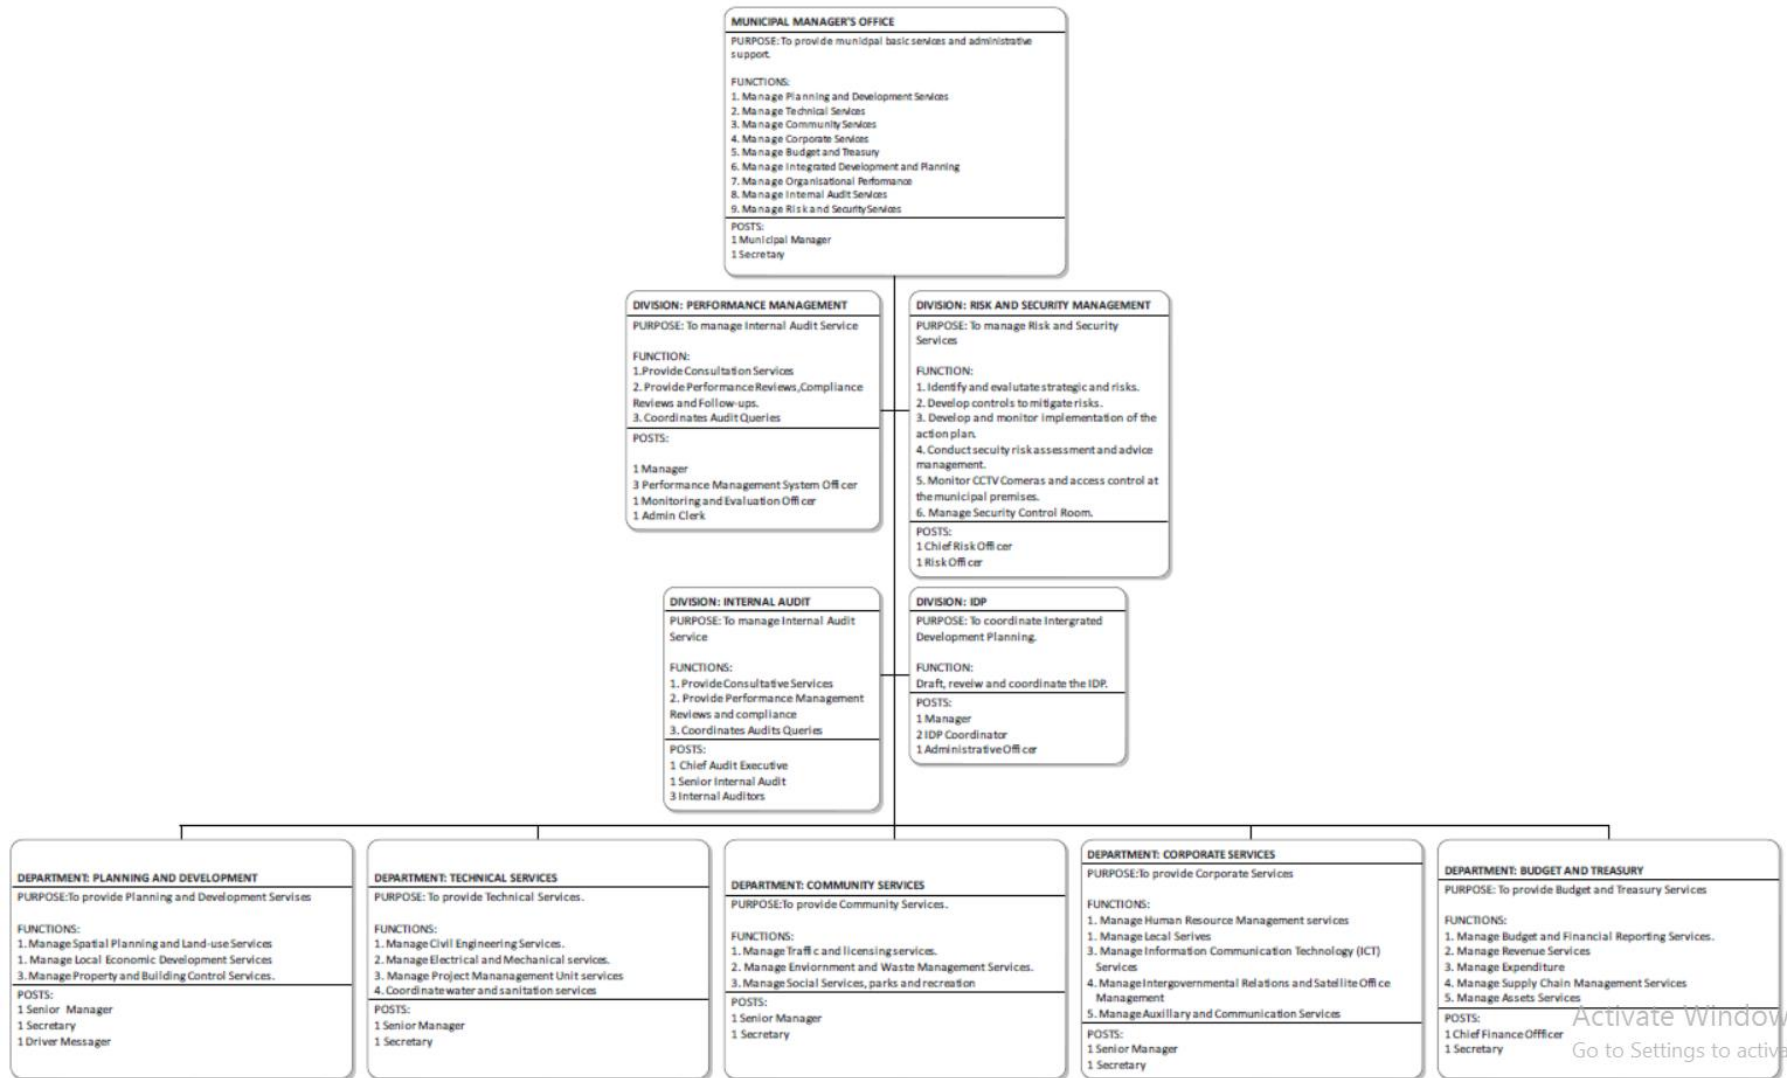 MUNICIPAL MANAGER'S OFFICE
PURPOSE:To provide municipal basic services and administrative
support.
FUNCTIONS:
1. Manage Planning and Development Services
2. Manage Technical Services
3. Manage Community Services
4. Manage Corporate Services
5. Manage Budget and Treasury
6. Manage Integrated Development and Planning
7. Manage Organisational Performance
8. Manage Internal Audit Services
9. Manage Risk and Security Services
POSTS:
1 Municipal Manager
1 Secretary
DIVISION: PERFORMANCE MANAGEMENT
PURPOSE: To manage Internal Audit Service
FUNCTION:
1.Provide Consultation Services
2. Provide Performance Reviews,Compliance
Reviews and Follow-ups.
3. Coordinates Audit Queries
POSTS:
1 Manager
3 Performance Management System Officer
1 Monitoring and Evaluation Officer
1 Admin Clerk
DIVISION: RISK AND SECURITY MANAGEMENT
PURPOSE: To manage Risk and Security
Services
FUNCTION:
1. Identify and evalutate strategic and risks.
2. Develop controls to mitigate risks.
3. Develop and monitor implementation of the
action plan.
4. Conduct secuity risk assessment and advice
management.
5. Monitor CCTV Comeras and access control at
the municipal premises.
6. Manage Security Control Room.
POSTS:
1 Chief Risk Officer
1 Risk Officer
DIVISION: INTERNAL AUDIT
PURPOSE: To manage Internal Audit
Service
FUNCTIONS:
1. Provide Consultative Services
2. Provide Performance Management
Reviews and compliance
3. Coordinates Audits Queries
POSTS:
1 Chief Audit Executive
1 Senior Internal Audit
3 Internal Auditors
DIVISION: IDP
PURPOSE: To coordinate Intergrated
Development Planning.
FUNCTION:
Draft, reveiw and coordinate the IDP.
POSTS:
1 Manager
2 IDP Coordinator
1 Administrative Officer
DEPARTMENT: PLANNING AND DEVELOPMENT
PURPOSE:To provide Planning and Development Servises
FUNCTIONS:
1. Manage Spatial Planning and Land-use Services
1. Manage Local Economic Development Services
3. Manage Property and Building Control Services.
POSTS:
1 Senior Manager
1 Secretary
1 Driver Messager
DEPARTMENT: TECHNICAL SERVICES
PURPOSE: To provide Technical Services.
FUNCTIONS:
1. Manage Civil Engineering Services.
2. Manage Electrical and Mechanical services.
3. Manage Project Mananagement Unit services
4. Coordinate water and sanitation services
POSTS:
1 Senior Manager
1 Secretary
DEPARTMENT: COMMUNITY SERVICES
PURPOSE:To provide Community Services.
FUNCTIONS:
1. Manage Traffic and licensing services.
2. Manage Enviornment and Waste Management Services.
3. Manage Social Services, parks and recreation
POSTS:
1 Senior Manager
1 Secretary
DEPARTMENT: CORPORATE SERVICES
PURPOSE:To provide Corporate Services
FUNCTIONS:
1. Manage Human Resource Management services
1. Manage Local Serives
3. Manage Information Communication Technology (ICT)
Services
4. Manage Intergovernmental Relations and Satellite Office
Management
5. Manage Auxillary and Communication Services
POSTS:
1 Senior Manager
1 Secretary
DEPARTMENT: BUDGET AND TREASURY
PURPOSE: To provide Budget and Treasury Services
FUNCTIONS:
1. Manage Budget and Financial Reporting Services.
2. Manage Revenue Services
3. Manage Expenditure
4. Manage Supply Chain Management Services
5. Manage Assets Services
POSTS:
1 Chief Finance Offficer
1 Secretary
Activate Window
Go to Settings to activa